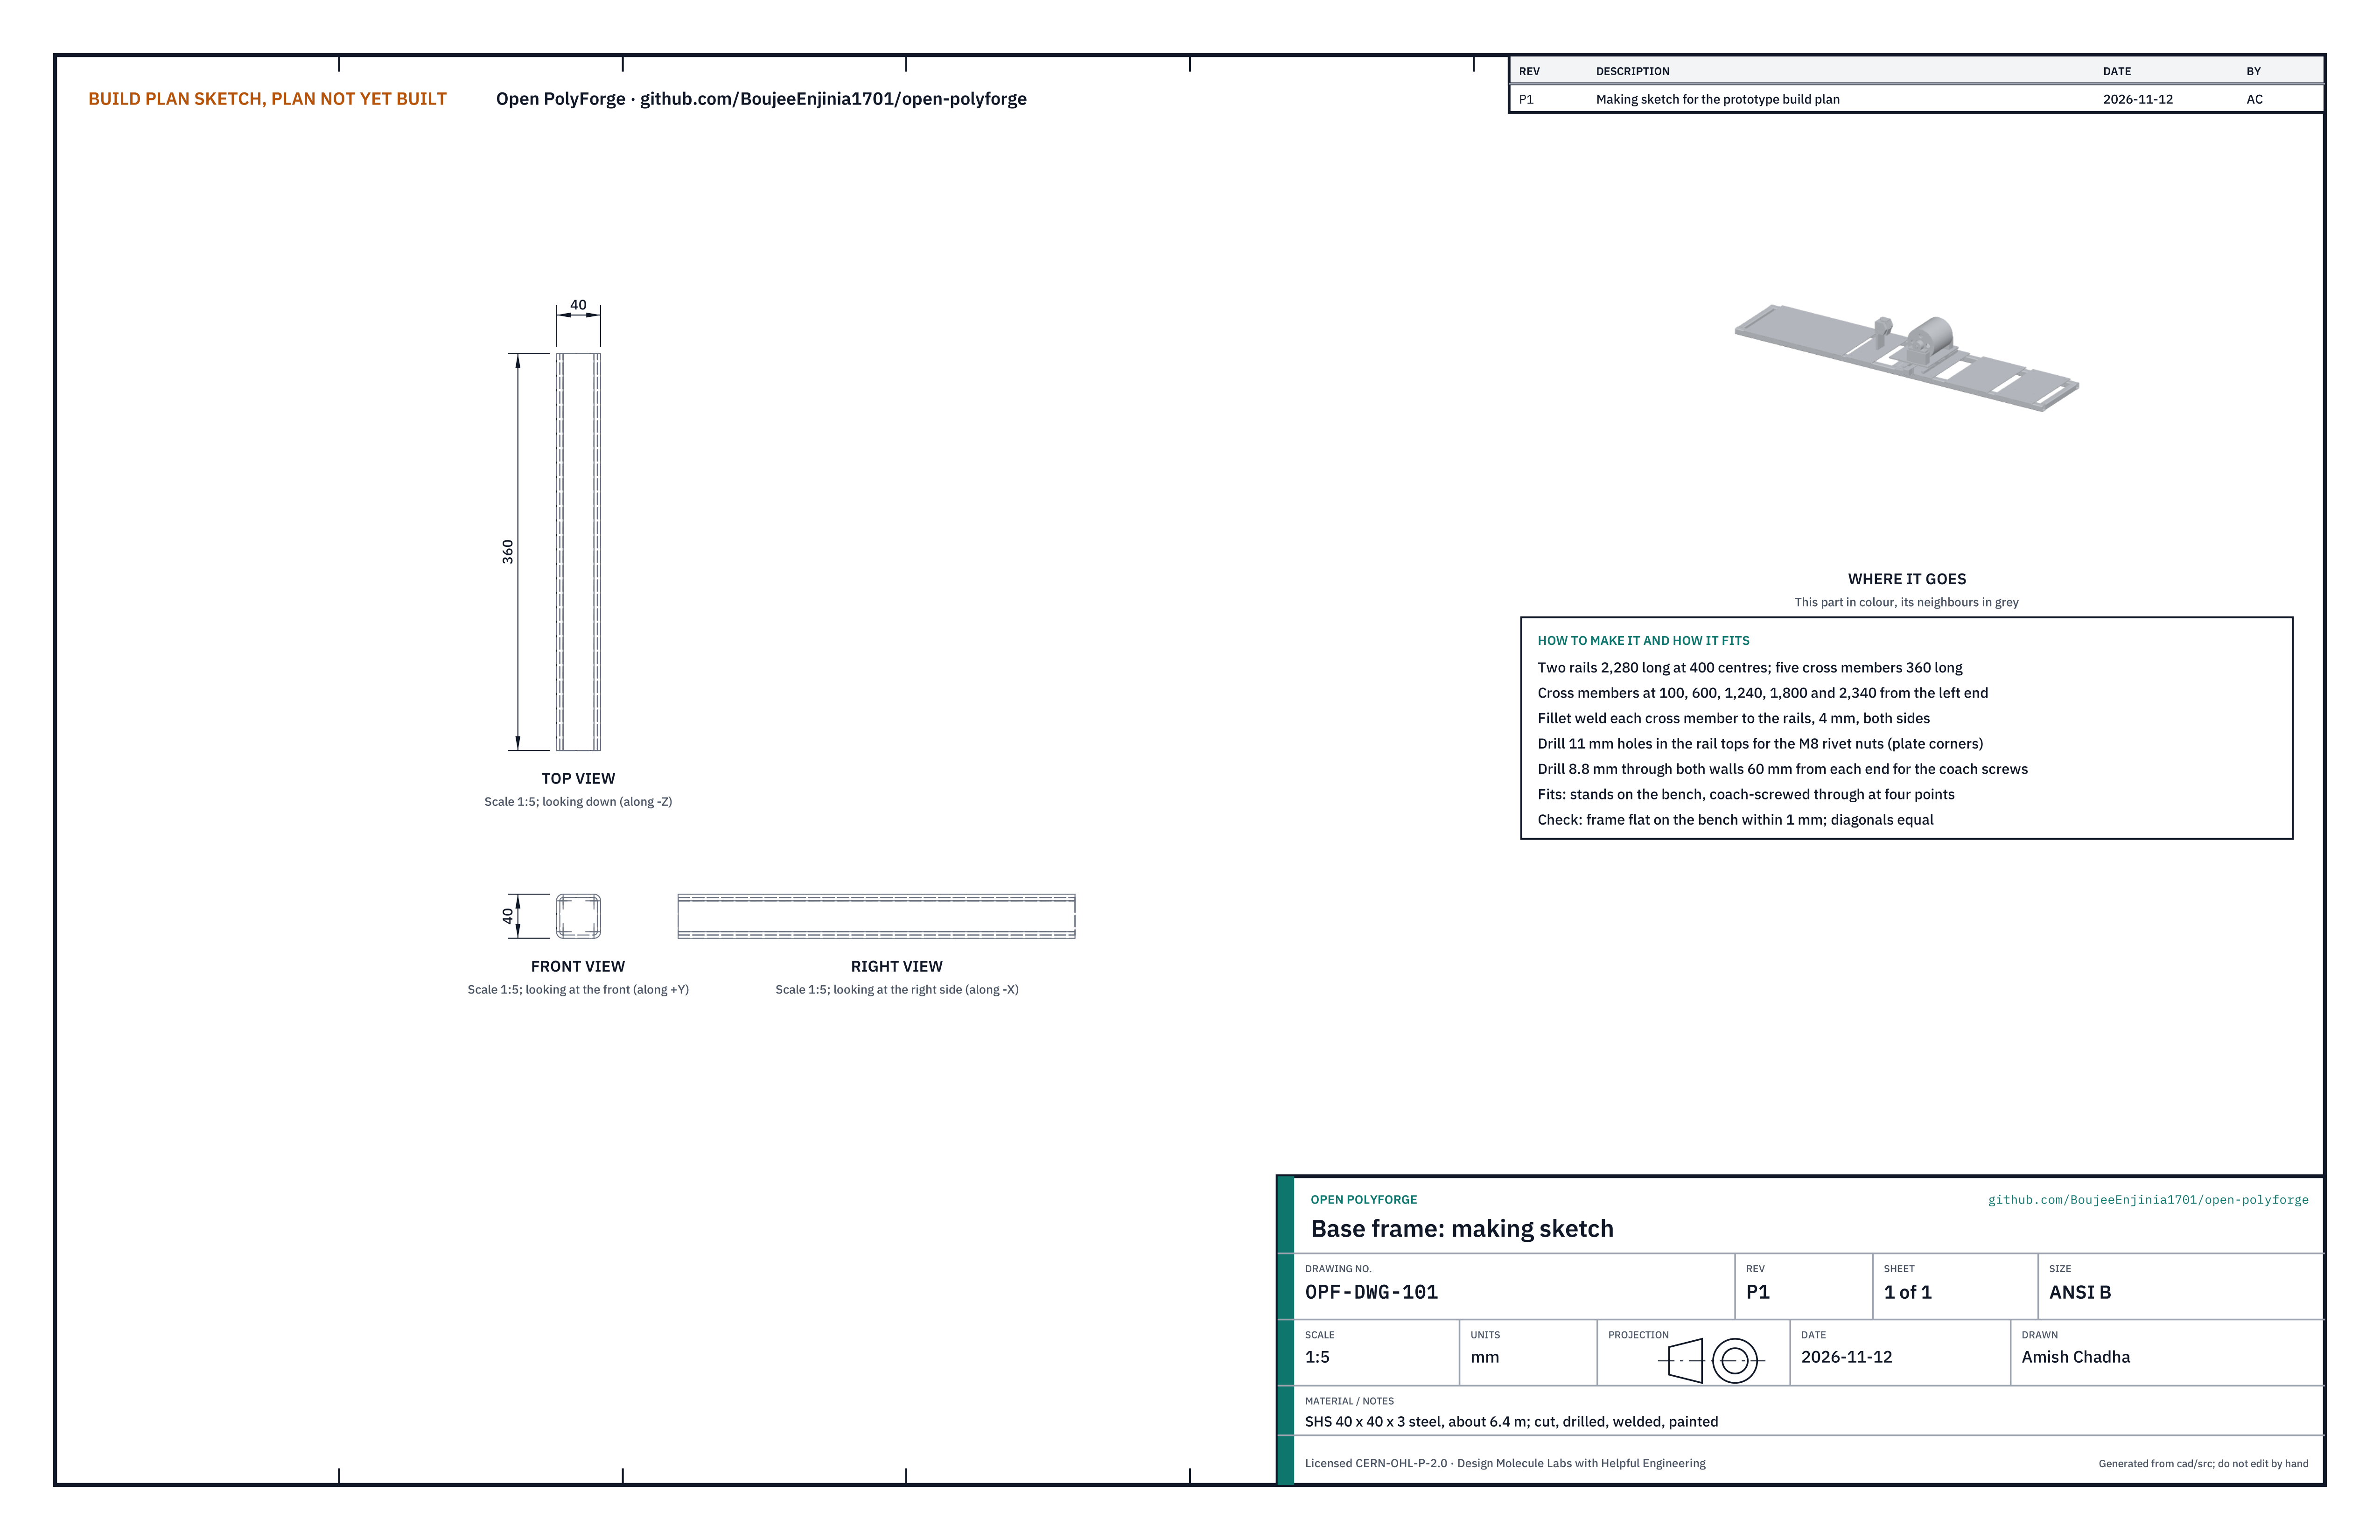 BUILD PLAN SKETCH, PLAN NOT YET BUILT
Open PolyForge · github.com/BoujeeEnjinia1701/open-polyforge
REV DESCRIPTION DATE BY
P1 Making sketch for the prototype build plan 2026-11-12 AC
40
360
TOP VIEW
Scale 1:5; looking down (along -Z)
40
FRONT VIEW
Scale 1:5; looking at the front (along +Y)
RIGHT VIEW
Scale 1:5; looking at the right side (along -X)
WHERE IT GOES
This part in colour, its neighbours in grey
HOW TO MAKE IT AND HOW IT FITS
Two rails 2,280 long at 400 centres; five cross members 360 long
Cross members at 100, 600, 1,240, 1,800 and 2,340 from the left end
Fillet weld each cross member to the rails, 4 mm, both sides
Drill 11 mm holes in the rail tops for the M8 rivet nuts (plate corners)
Drill 8.8 mm through both walls 60 mm from each end for the coach screws
Fits: stands on the bench, coach-screwed through at four points
Check: frame flat on the bench within 1 mm; diagonals equal
OPEN POLYFORGE github.com/BoujeeEnjinia1701/open-polyforge
Base frame: making sketch
DRAWING NO. REV SHEET SIZE
OPF-DWG-101 P1 1 of 1 ANSI B
SCALE UNITS PROJECTION DATE DRAWN
1:5 mm 2026-11-12 Amish Chadha
MATERIAL / NOTES
SHS 40 x 40 x 3 steel, about 6.4 m; cut, drilled, welded, painted
Licensed CERN-OHL-P-2.0 · Design Molecule Labs with Helpful Engineering Generated from cad/src; do not edit by hand